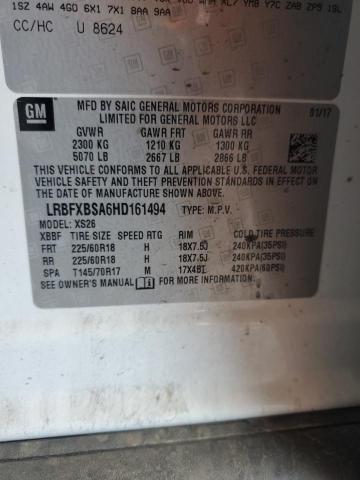 1SZ 4AW 4G0 6X1 7X1 8AA 9AA
CC/HC U 8624
GM
MFD BY SAIC GENERAL MOTORS CORPORATION
LIMITED FOR GENERAL MOTORS LLC
01/17
GVWR GAWR FRT GAWR RR
2300 KG 1210 KG 1300 KG
5070 LB 2667 LB 2866 LB
THIS VEHICLE CONFORMS TO ALL APPLICABLE U.S. FEDERAL MOTOR
VEHICLE SAFETY AND THEFT PREVENTION STANDARDS IN EFFECT ON
THE DATE OF MANUFACTURE SHOWN ABOVE.
LRBFXBSA6HD161494 TYPE: M.P.V.
MODEL: XS26
XBBF TIRE SIZE SPEED RTG RIM COLD TIRE PRESSURE
FRT 225/60R18 H 18X7.5J 240KPA(35PSI)
RR 225/60R18 H 18X7.5J 240KPA(35PSI)
SPA T145/70R17 M 17X4BT 420KPA(60PSI)
SEE OWNER'S MANUAL FOR MORE INFORMATION.